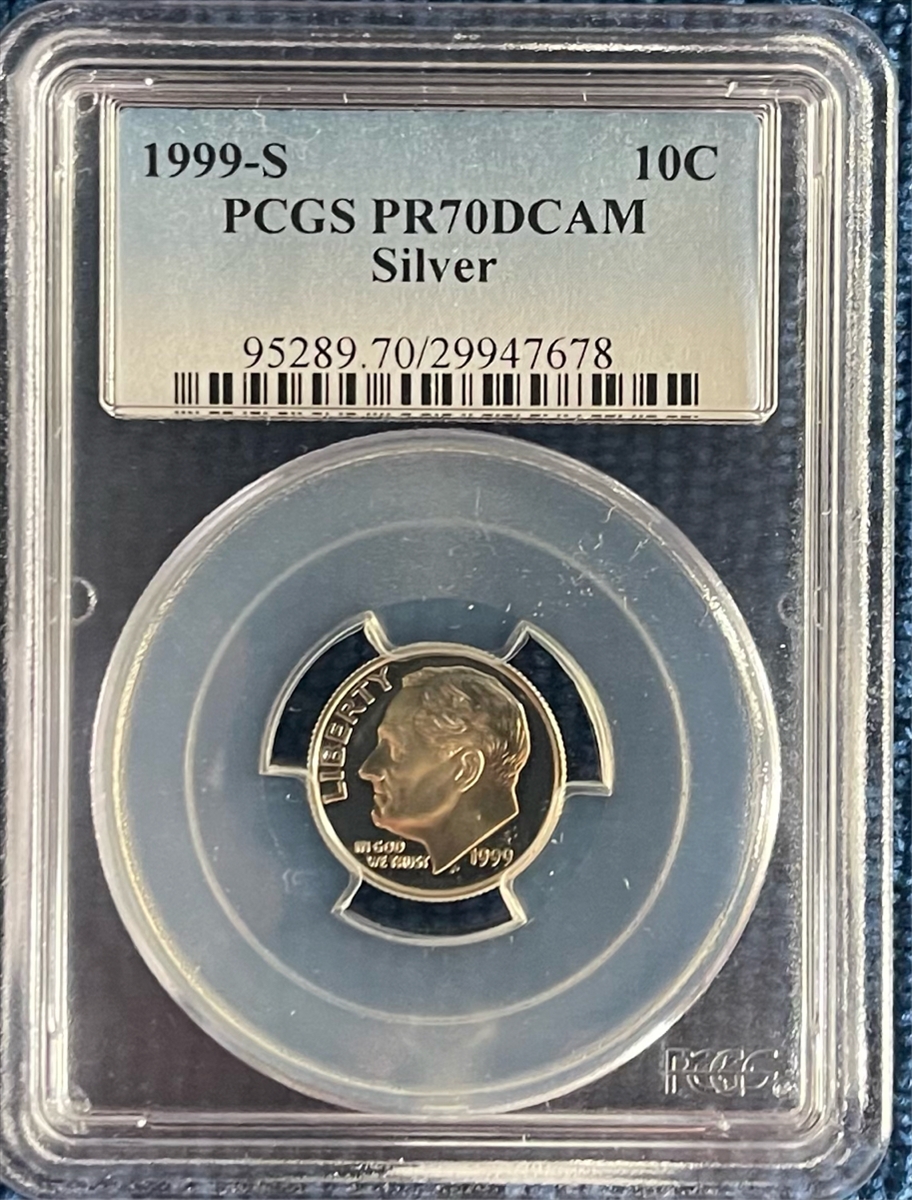 1999-S 10C
PCGS PR70DCAM
Silver
95289.70/29947678
LIBERTY
IN GOD
WE TRUST
1999
PCGS